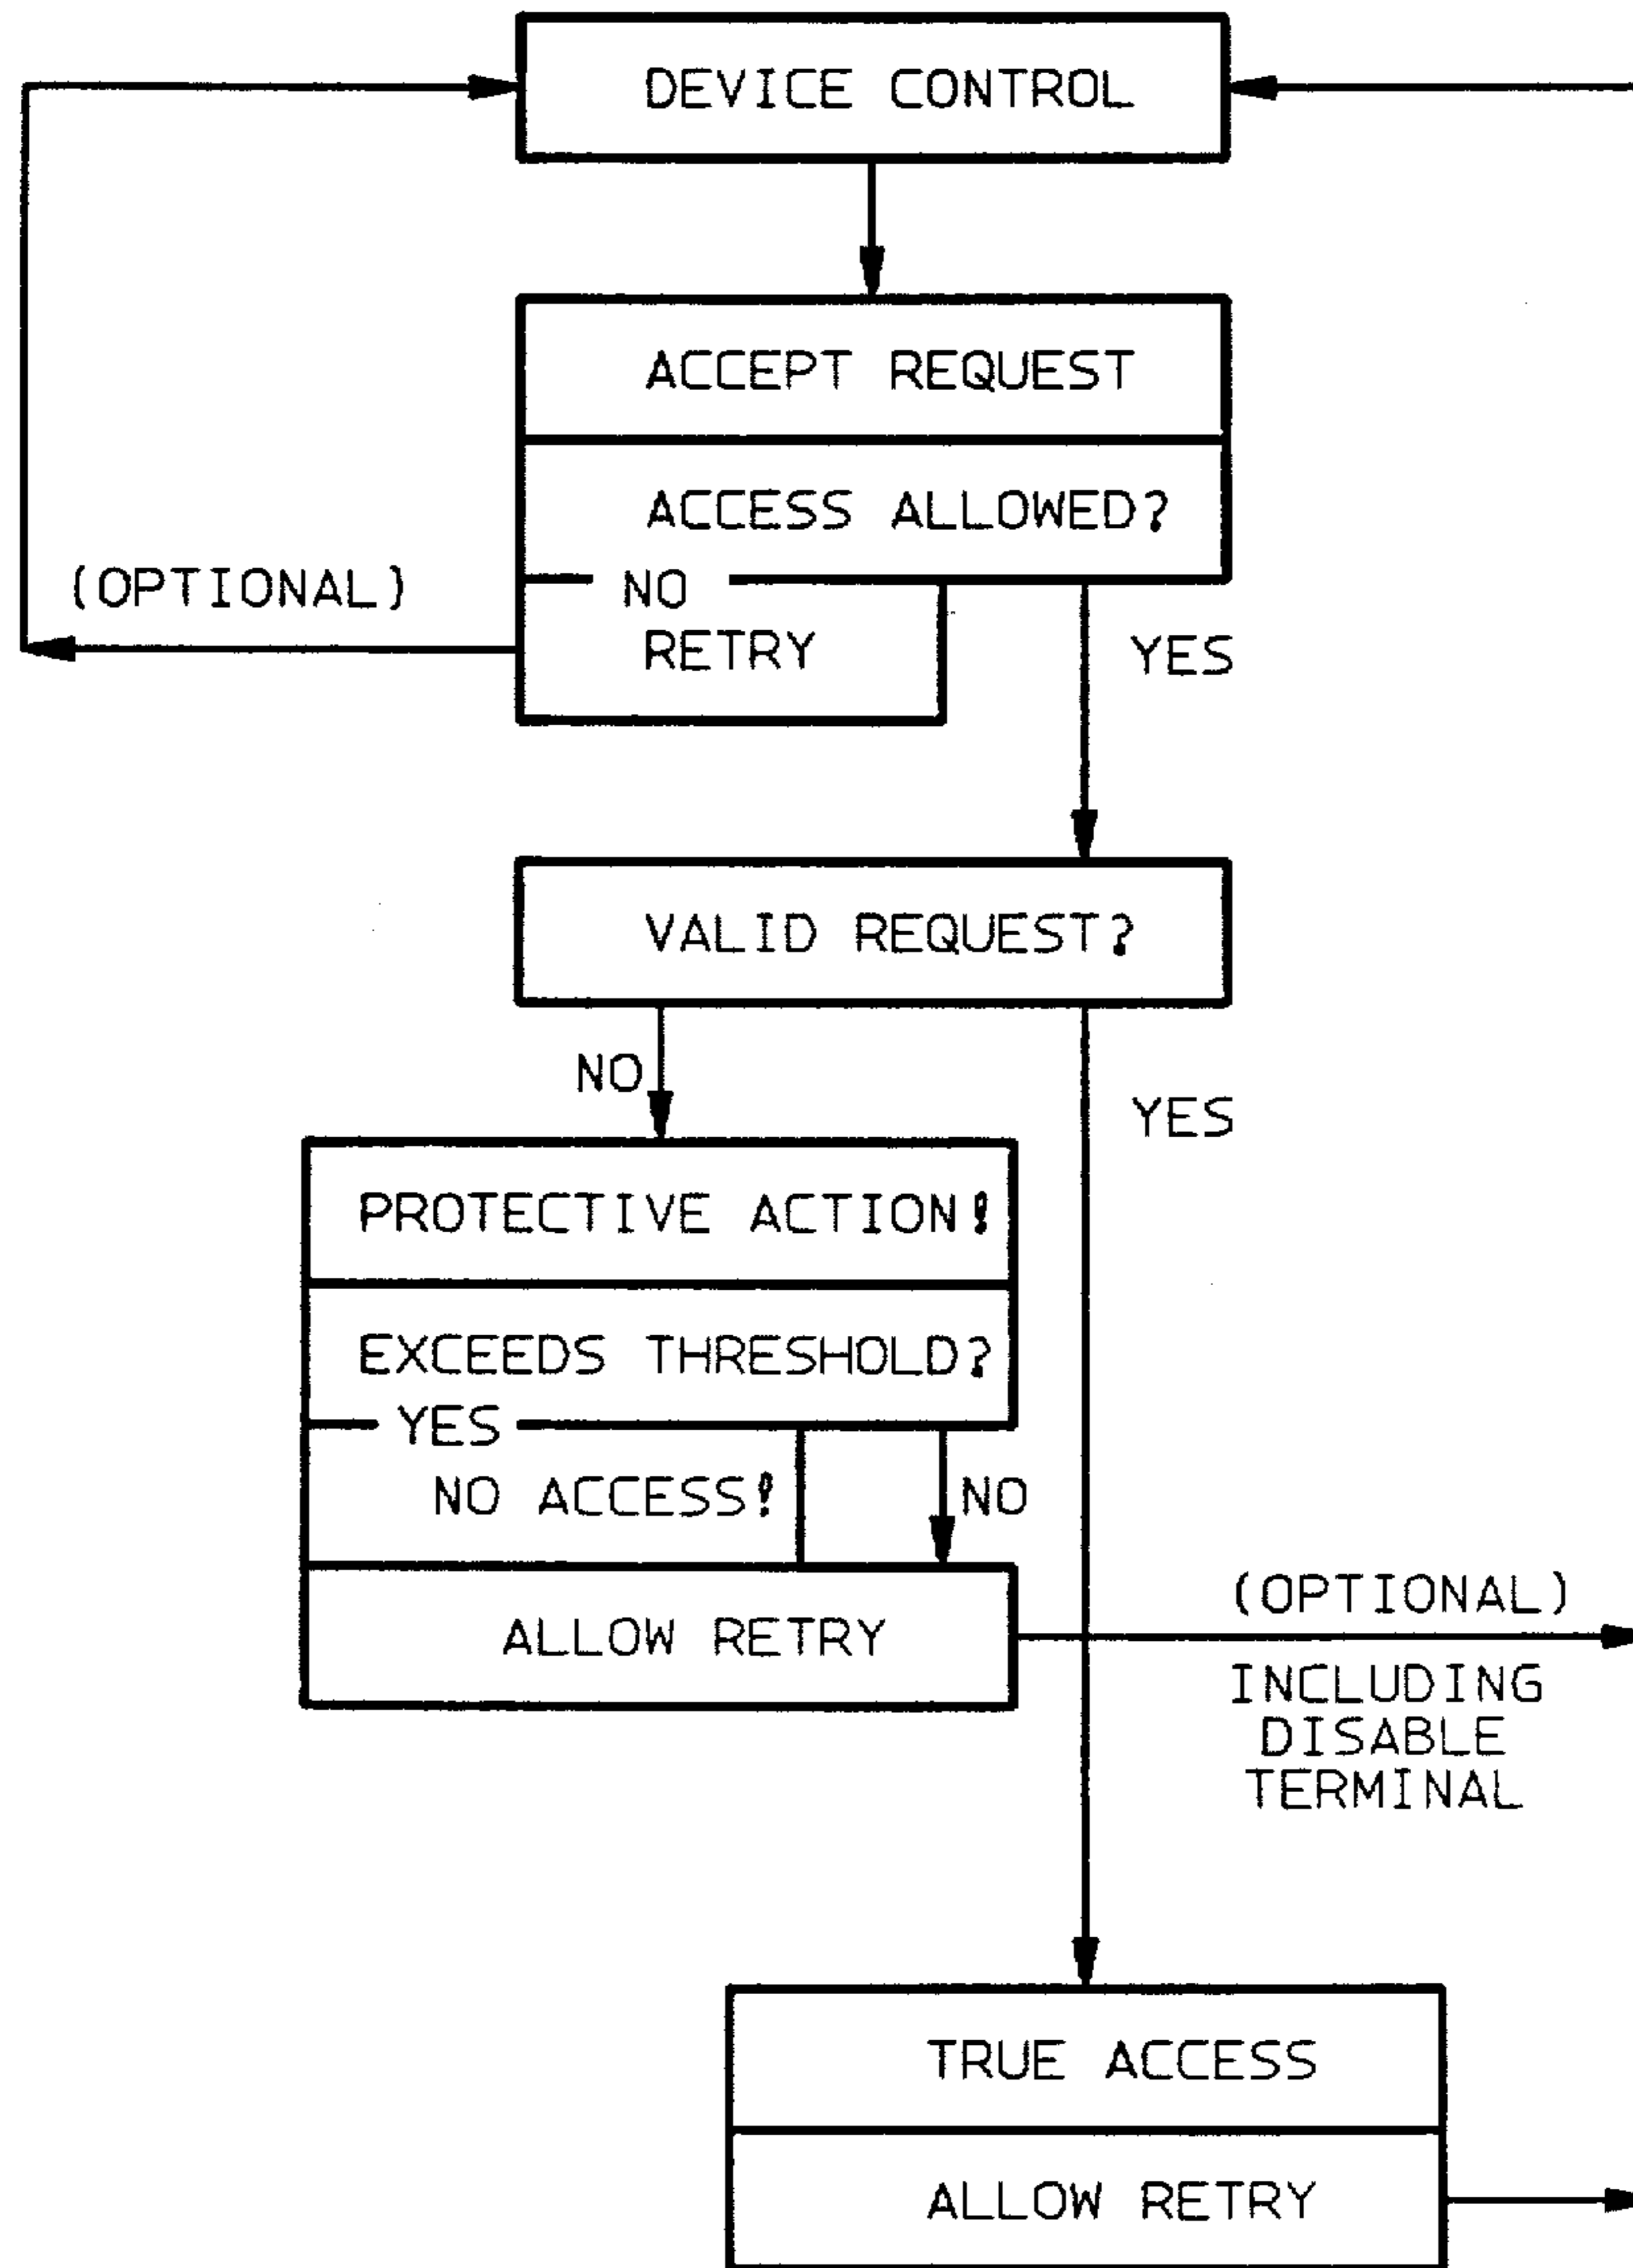 DEVICE CONTROL
ACCEPT REQUEST
ACCESS ALLOWED?
(OPTIONAL)
NO
RETRY
YES
VALID REQUEST?
NO
YES
PROTECTIVE ACTION!
EXCEEDS THRESHOLD?
YES
NO ACCESS!
NO
ALLOW RETRY
(OPTIONAL)
INCLUDING
DISABLE
TERMINAL
TRUE ACCESS
ALLOW RETRY